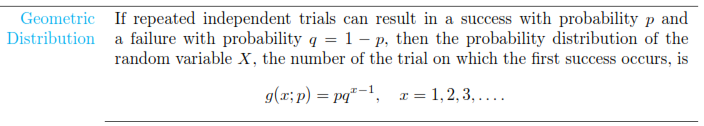 Geometric If repeated independent trials can result in a success with probability p and
Distribution a failure with probability q = 1 − p, then the probability distribution of the
random variable X, the number of the trial on which the first success occurs, is
g(x; p) = pq^{x−1}, x = 1, 2, 3, . . . .